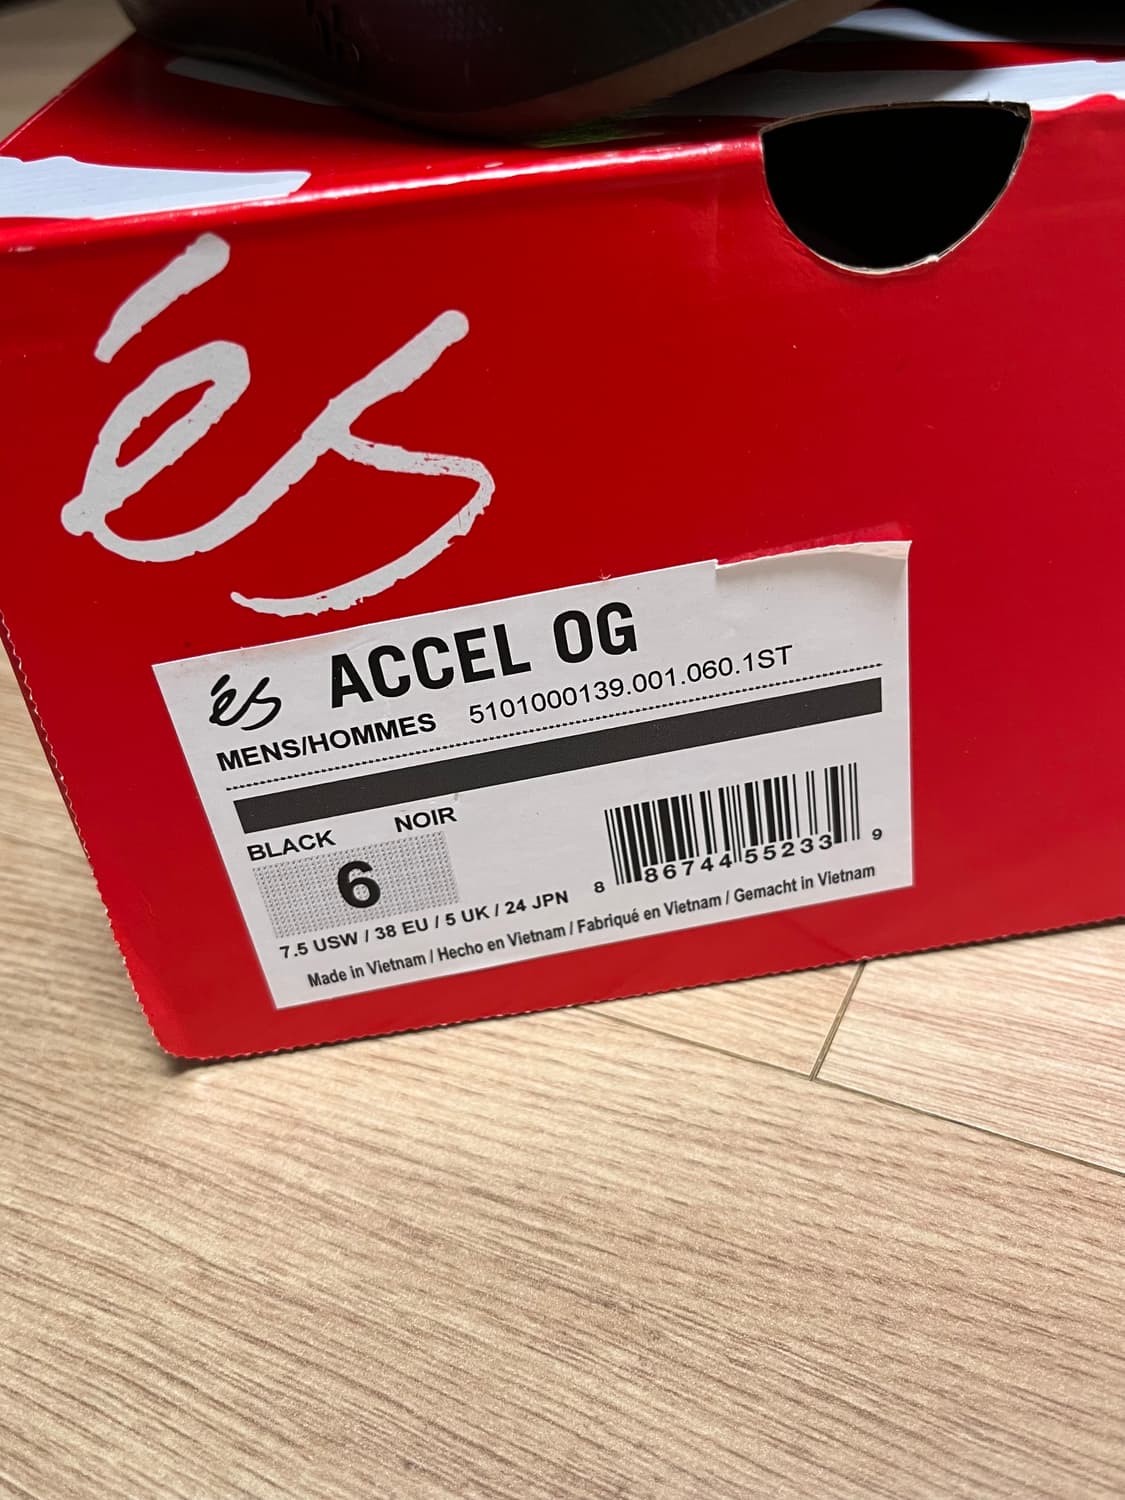 és
és ACCEL OG
MENS/HOMMES 5101000139.001.060.1ST
BLACK NOIR
6
7.5 USW / 38 EU / 5 UK / 24 JPN
8 86744 55233 9
Made in Vietnam / Hecho en Vietnam / Fabriqué en Vietnam / Gemacht in Vietnam